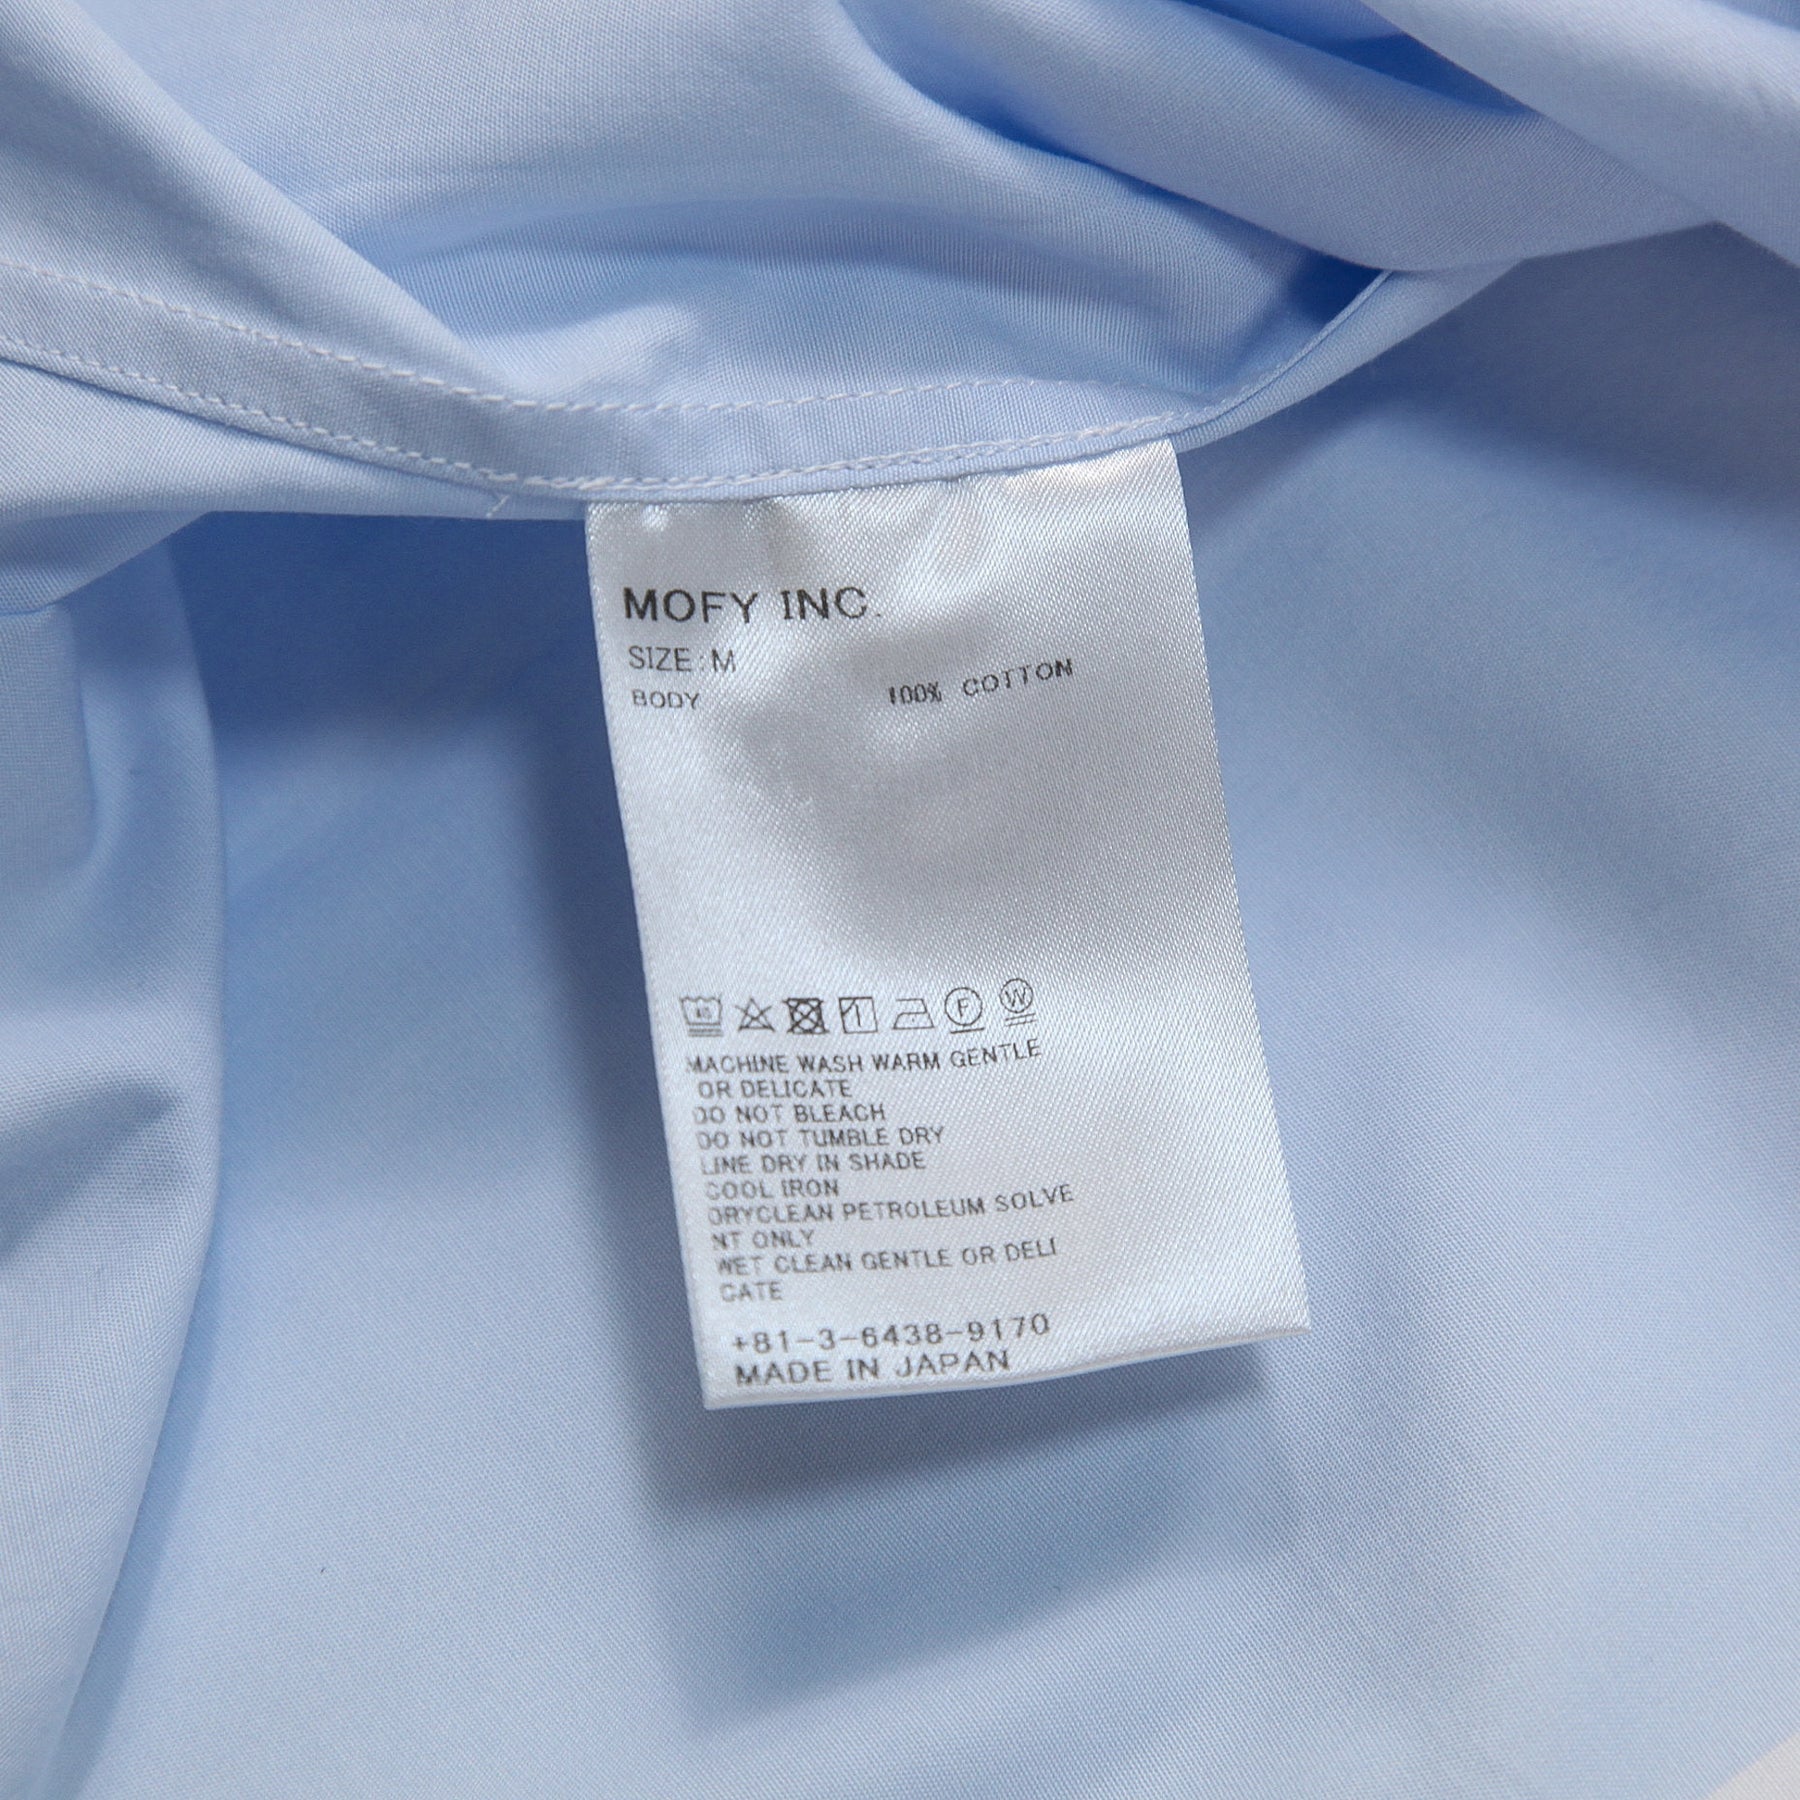 MOFY INC.
SIZE:M
BODY 100% COTTON
40
F W
MACHINE WASH WARM GENTLE
OR DELICATE
DO NOT BLEACH
DO NOT TUMBLE DRY
LINE DRY IN SHADE
COOL IRON
DRYCLEAN PETROLEUM SOLVE
NT ONLY
WET CLEAN GENTLE OR DELI
CATE
+81-3-6438-9170
MADE IN JAPAN